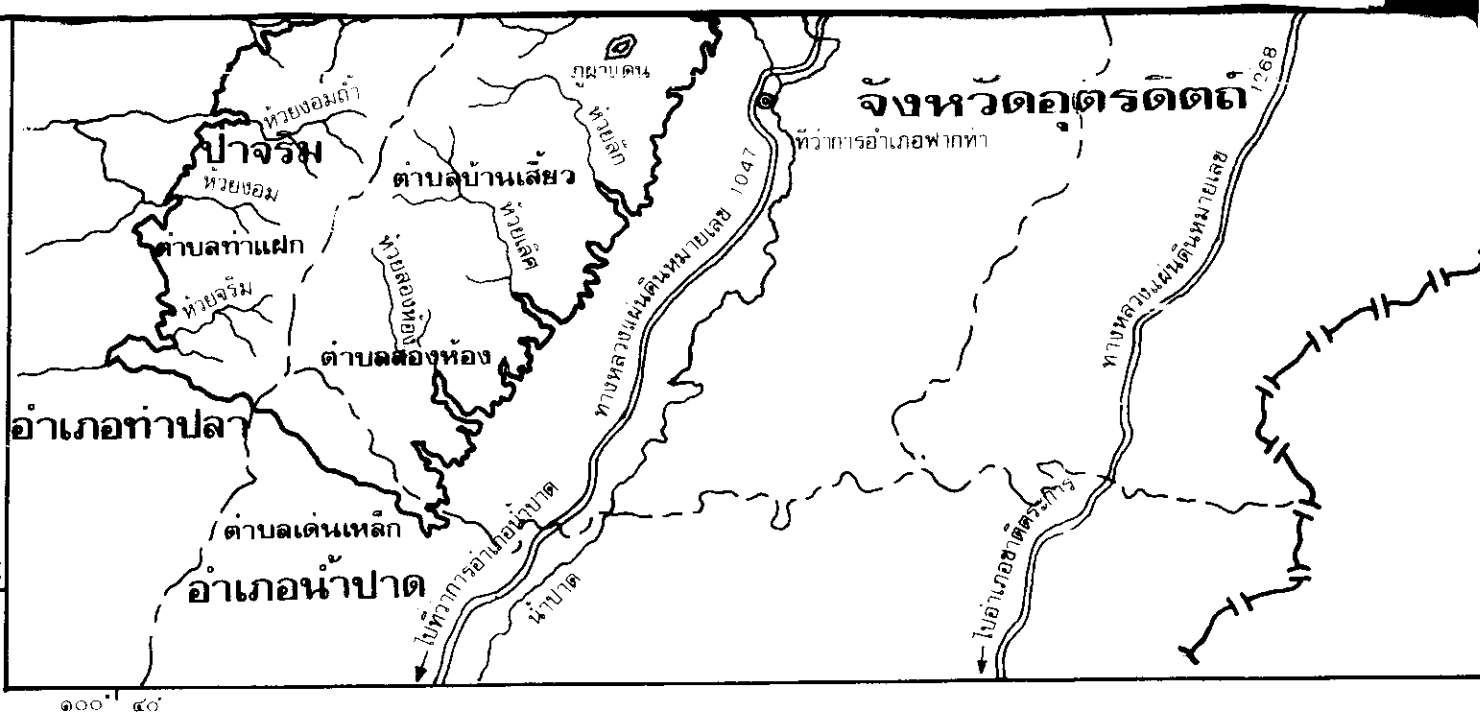 ภูผาแดน
ห้วยงอมถ้ำ
ห้วยลึก
จังหวัดอุตรดิตถ์
1268
ป่าจริม
ที่ว่าการอำเภอฟากท่า
ตำบลบ้านเสี้ยว
ห้วยงอม
ทางหลวงแผ่นดินหมายเลข 1047
ทางหลวงแผ่นดินหมายเลข
ตำบลท่าแฝก
ห้วยเลิศ
ห้วยสองห้อง
ห้วยจริม
ตำบลสองห้อง
อำเภอท่าปลา
ตำบลเด่นเหล็ก
อำเภอน้ำปาด
ไปที่ว่าการอำเภอน้ำปาด
น้ำปาด
ไปอำเภอชาติตระการ
๑๐๐° ๔๐'